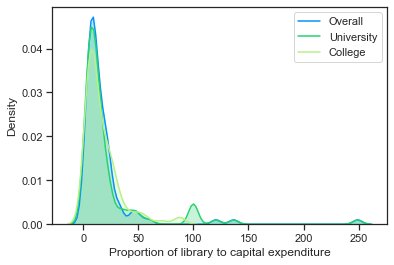 Overall
University
College
Density
0.04
0.03
0.02
0.01
0.00
0 50 100 150 200 250
Proportion of library to capital expenditure